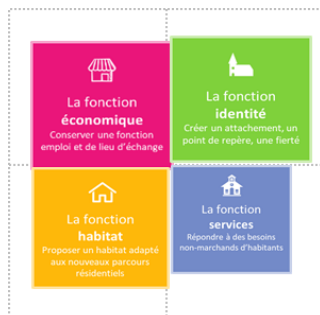 La fonction
économique
Conserver une fonction
emploi et de lieu d'échange
La fonction
identité
Créer un attachement, un
point de repère, une fierté
La fonction
habitat
Proposer un habitat adapté
aux nouveaux parcours
résidentiels
La fonction
services
Répondre à des besoins
non-marchands d'habitants